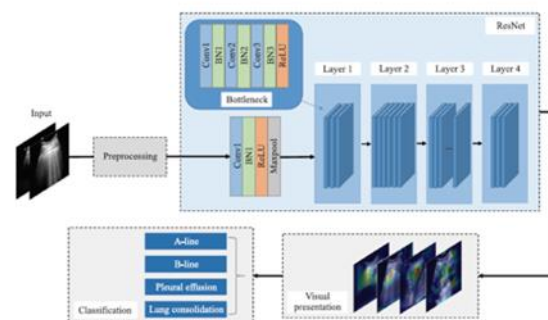 ResNet
Conv1
BN1
Conv2
BN2
Conv3
BN3
ReLU
Bottleneck
Layer 1
Layer 2
Layer 3
Layer 4
Input
Preprocessing
Conv1
BN1
ReLU
Maxpool
A-line
B-line
Pleural effusion
Lang consolidation
Classification
Visual
presentation